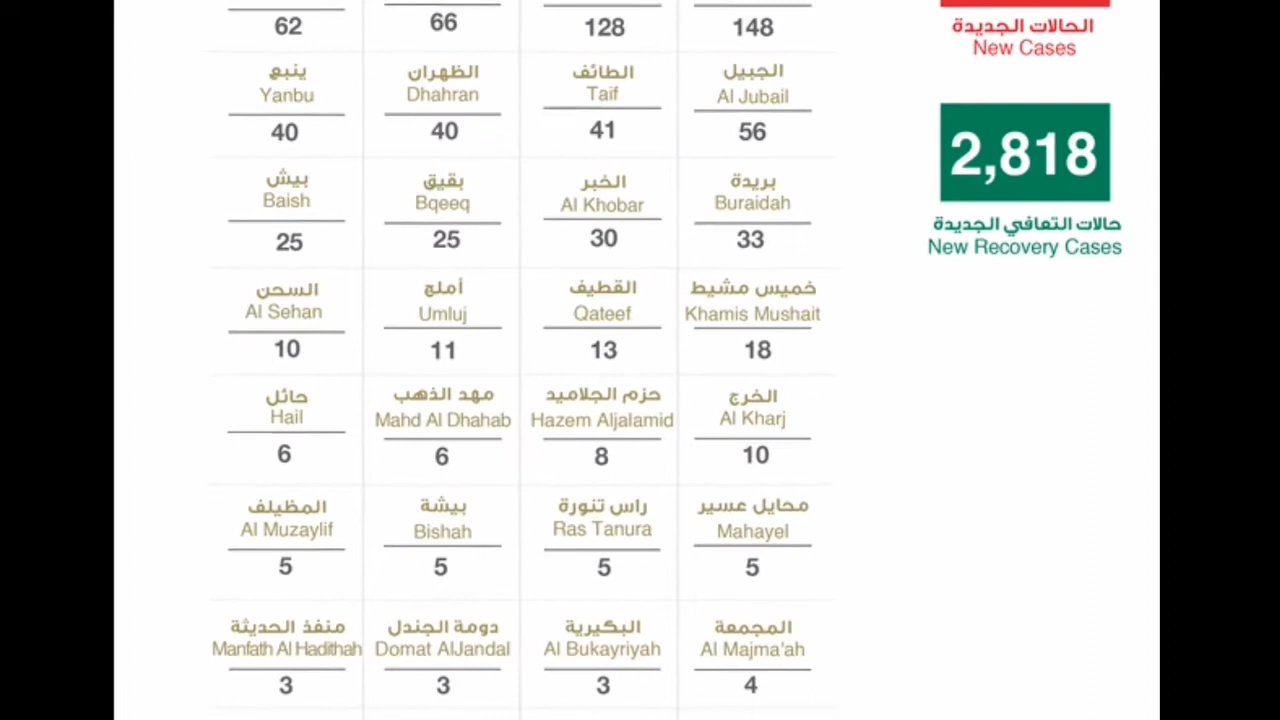 148
128
66
62
الجبيل
Al Jubail
56
الطائف
Taif
41
الظهران
Dhahran
40
ينبع
Yanbu
40
بريدة
Buraidah
33
الخبر
Al Khobar
30
بقيق
Bqeeq
25
بيش
Baish
25
خميس مشيط
Khamis Mushait
18
القطيف
Qateef
13
أملج
Umluj
11
السحن
Al Sehan
10
الخرج
Al Kharj
10
حزم الجلاميد
Hazem Aljalamid
8
مهد الذهب
Mahd Al Dhahab
6
حائل
Hail
6
محايل عسير
Mahayel
5
راس تنورة
Ras Tanura
5
بيشة
Bishah
5
المظيلف
Al Muzaylif
5
المجمعة
Al Majma'ah
4
البكيرية
Al Bukayriyah
3
دومة الجندل
Domat AlJandal
3
منفذ الحديثة
Manfath Al Hadithah
3
الحالات الجديدة
New Cases
2,818
حالات التعافي الجديدة
New Recovery Cases